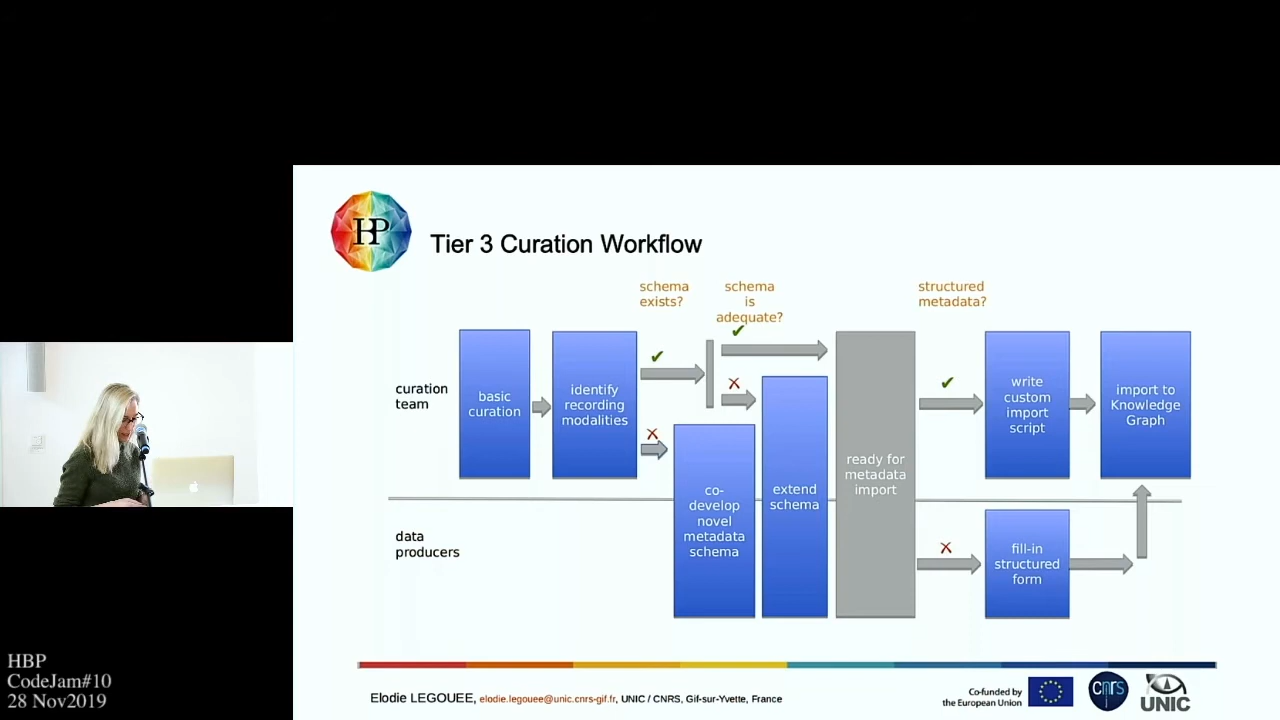 HP
Tier 3 Curation Workflow
schema
exists?
schema
is
adequate?
structured
metadata?
curation
team
basic
curation
identify
recording
modalities
write
custom
import
script
import to
Knowledge
Graph
ready for
metadata
import
co-
develop
novel
metadata
schema
extend
schema
data
producers
fill-in
structured
form
HBP
CodeJam#10
28 Nov2019
Elodie LEGOUEE, elodie.legouee@unic.cnrs-gif.fr, UNIC / CNRS, Gif-sur-Yvette, France
Co-funded by
the European Union
cnrs
UNIC